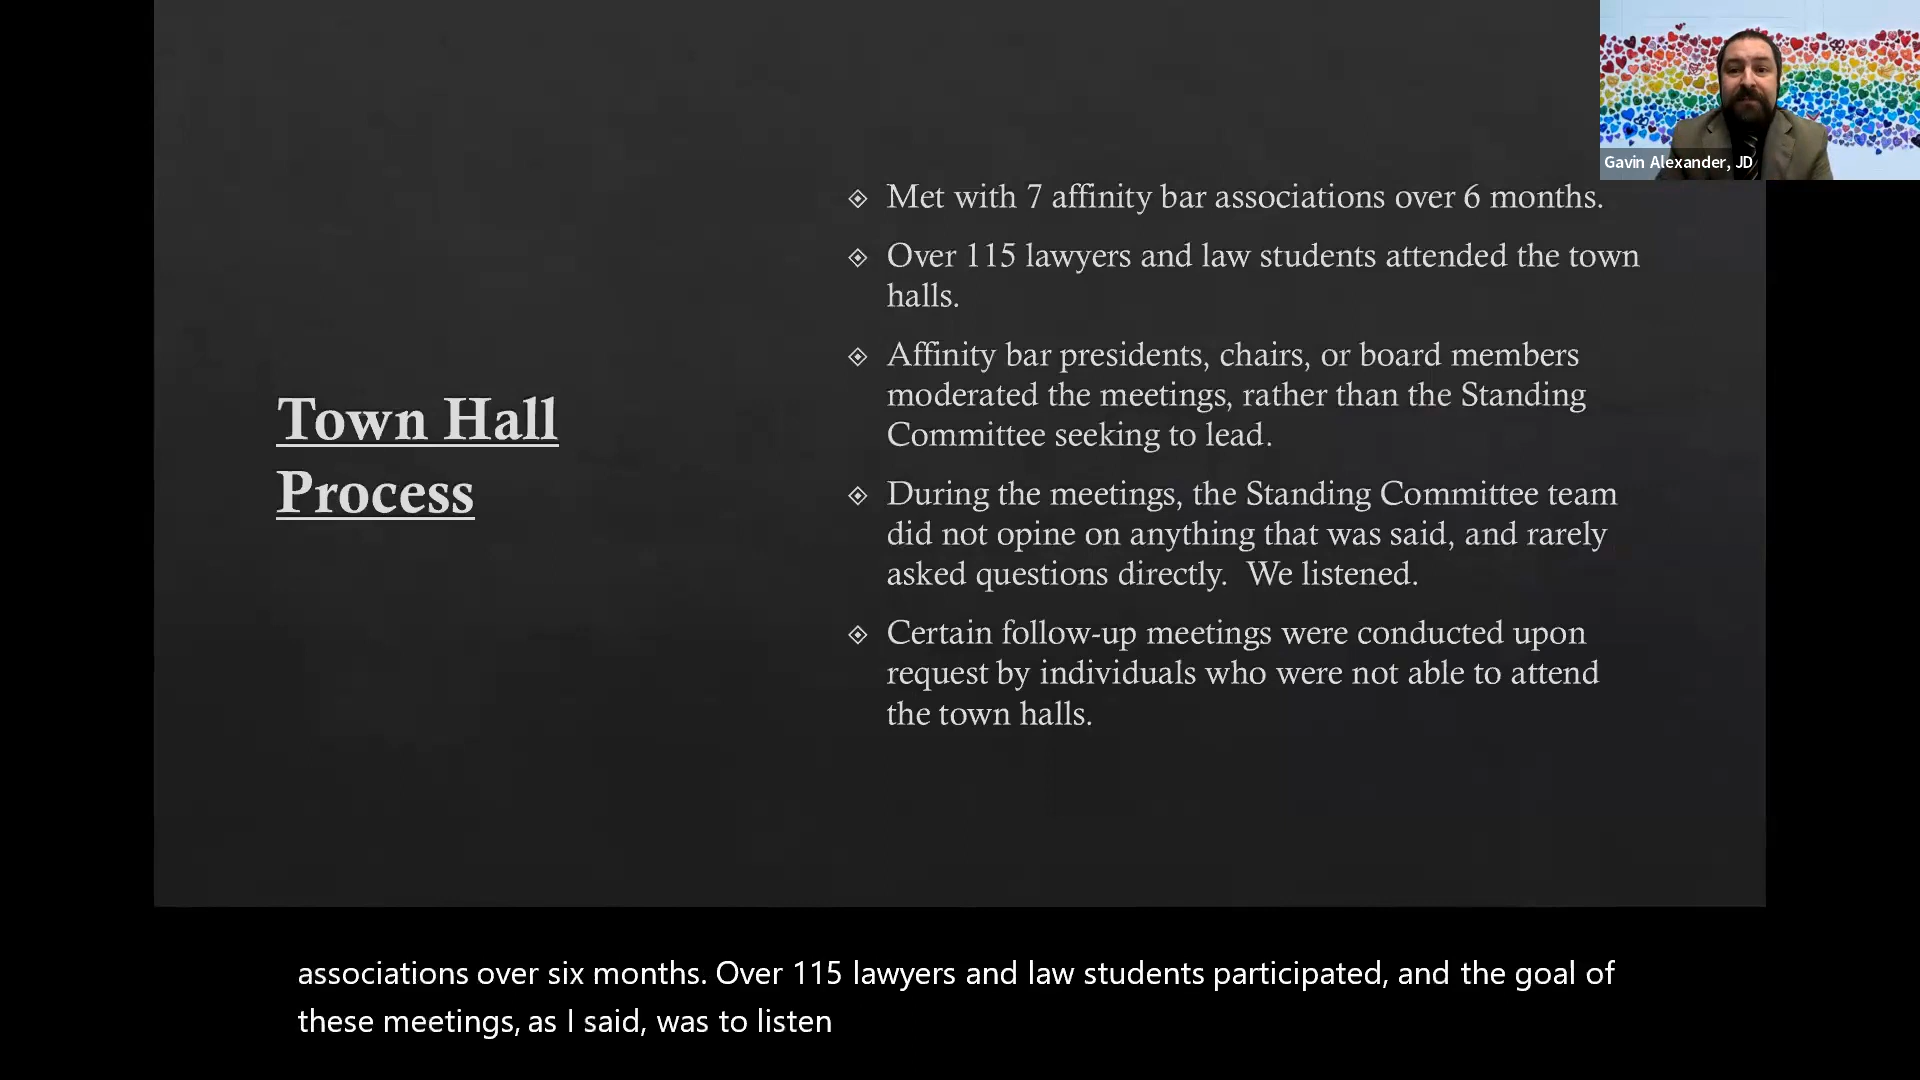 Gavin Alexander, JD
Town Hall
Process
Met with 7 affinity bar associations over 6 months.
Over 115 lawyers and law students attended the town
halls.
Affinity bar presidents, chairs, or board members
moderated the meetings, rather than the Standing
Committee seeking to lead.
During the meetings, the Standing Committee team
did not opine on anything that was said, and rarely
asked questions directly.  We listened.
Certain follow-up meetings were conducted upon
request by individuals who were not able to attend
the town halls.
associations over six months. Over 115 lawyers and law students participated, and the goal of
these meetings, as I said, was to listen